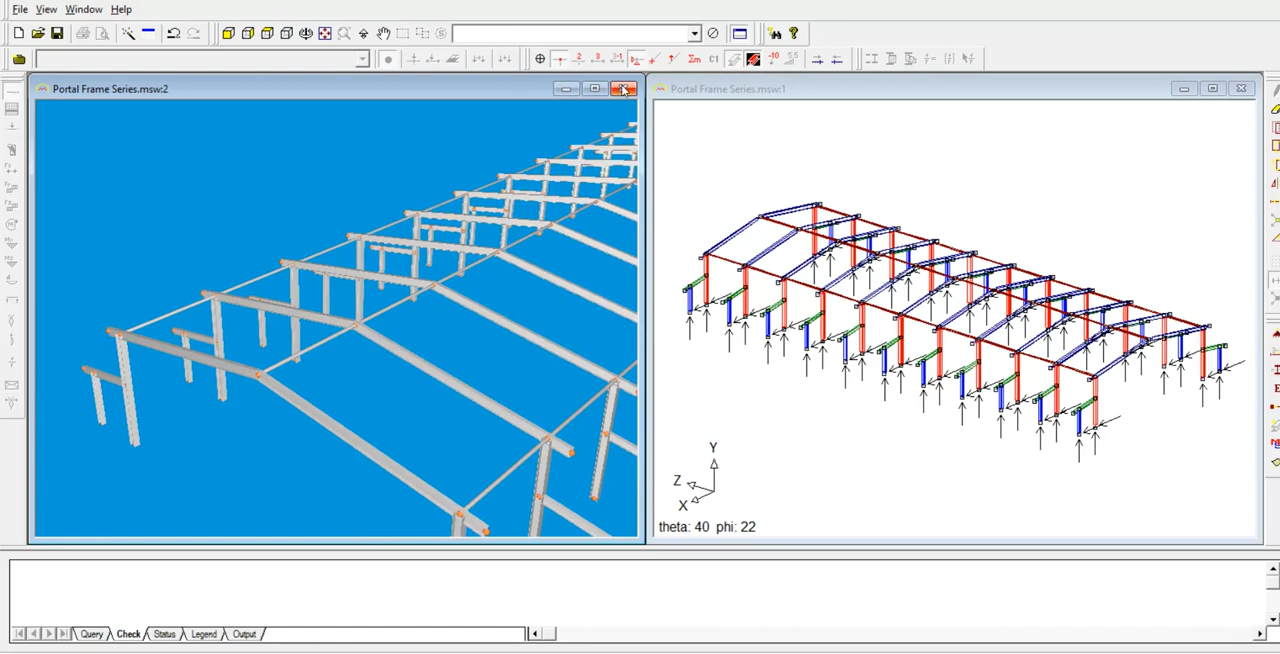 File View Window Help
Portal Frame Series.msw:2
Portal Frame Series.msw:1
Y
Z
X
theta: 40 phi: 22
Query Check Status Legend Output